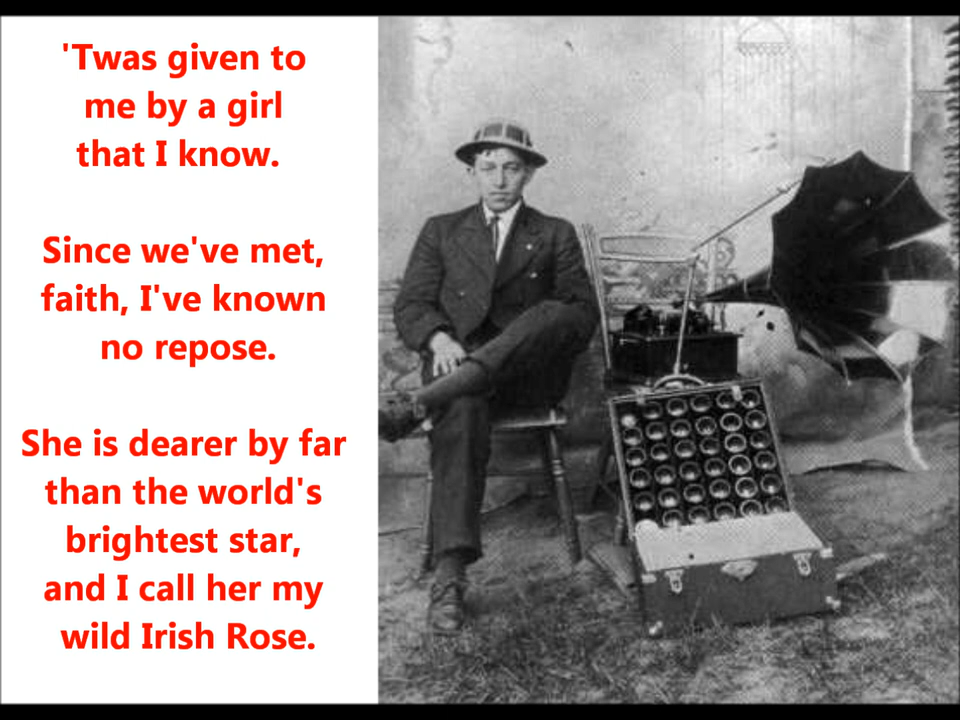 'Twas given to
me by a girl
that I know.
Since we've met,
faith, I've known
no repose.
She is dearer by far
than the world's
brightest star,
and I call her my
wild Irish Rose.